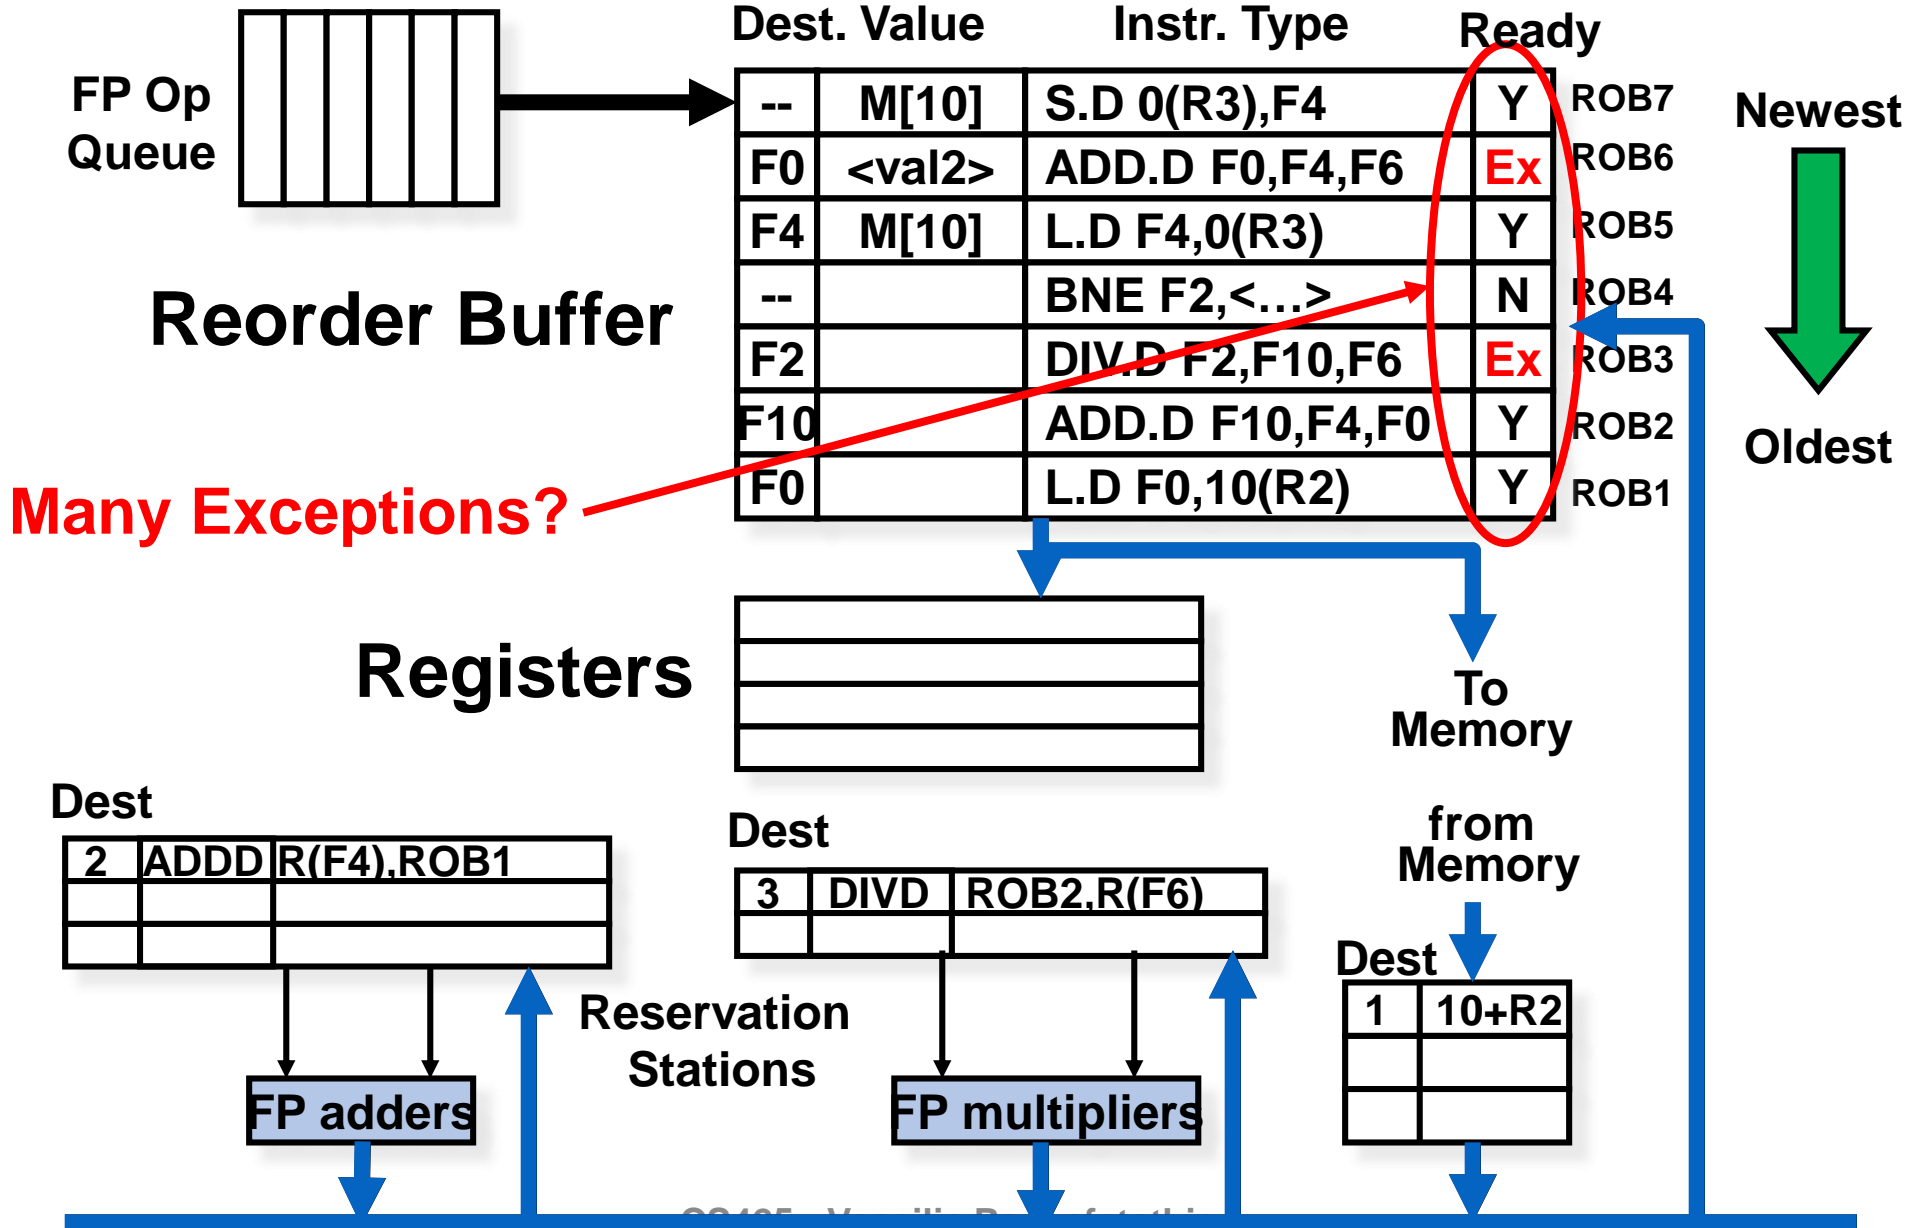 Dest. Value Instr. Type Ready
FP Op
Queue
-- M[10] S.D 0(R3),F4 Y ROB7
F0 <val2> ADD.D F0,F4,F6 Ex ROB6
F4 M[10] L.D F4,0(R3) Y ROB5
-- BNE F2,<…> N ROB4
F2 DIV.D F2,F10,F6 Ex ROB3
F10 ADD.D F10,F4,F0 Y ROB2
F0 L.D F0,10(R2) Y ROB1
Newest
Oldest
Reorder Buffer
Many Exceptions?
Registers
To
Memory
Dest
2 ADDD R(F4),ROB1
Dest
3 DIVD ROB2,R(F6)
from
Memory
Dest
1 10+R2
Reservation
Stations
FP adders
FP multipliers